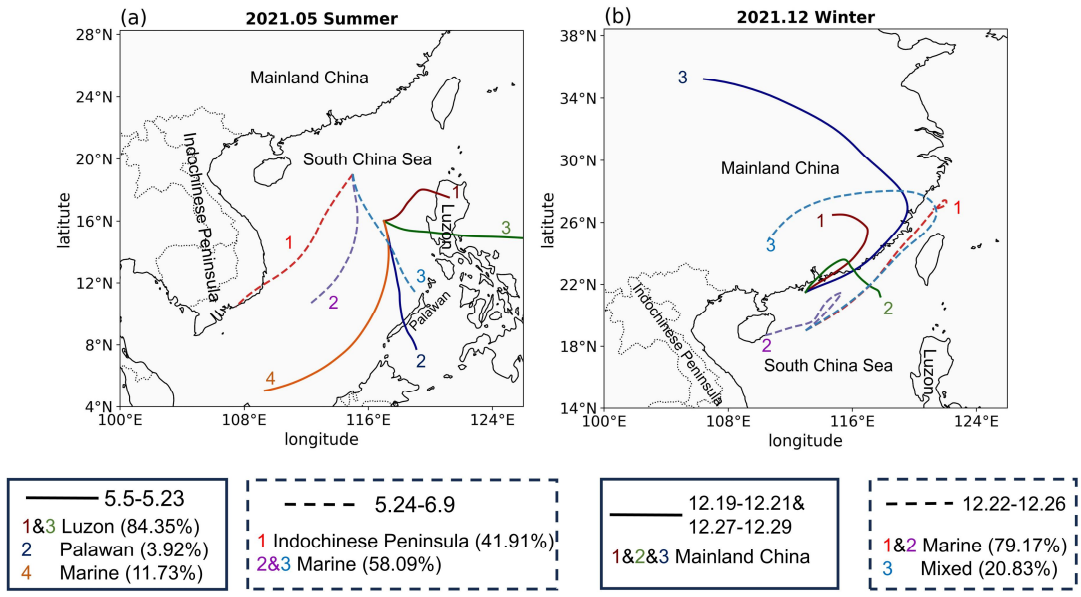 (a)
2021.05 Summer
28°N
24°N
20°N
16°N
12°N
8°N
4°N
latitute
100°E
108°E
116°E
124°E
longitude
Mainland China
South China Sea
Indochinese Peninsula
Luzon
Palawan
1
3
1
2
3
2
4
(b)
2021.12 Winter
38°N
34°N
30°N
26°N
22°N
18°N
14°N
latitute
100°E
108°E
116°E
124°E
longitude
3
Mainland China
1
1
3
2
2
Indochinese Peninsula
South China Sea
Luzon
5.5-5.23
1&3 Luzon (84.35%)
2 Palawan (3.92%)
4 Marine (11.73%)
5.24-6.9
1 Indochinese Peninsula (41.91%)
2&3 Marine (58.09%)
12.19-12.21&
12.27-12.29
1&2&3 Mainland China
12.22-12.26
1&2 Marine (79.17%)
3 Mixed (20.83%)